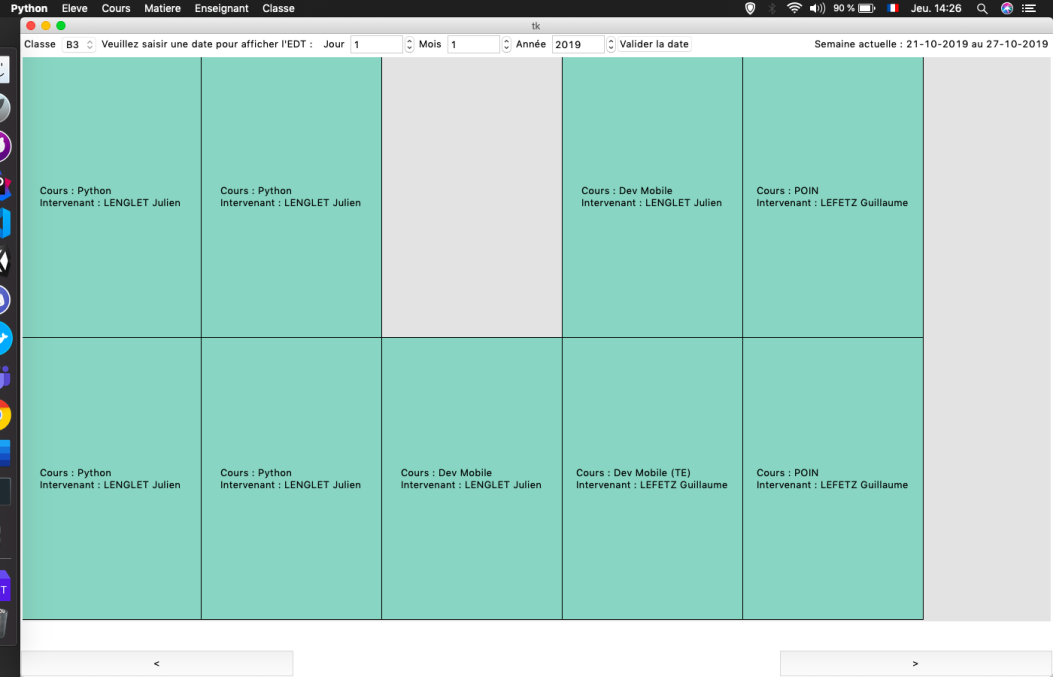 Python Eleve Cours Matiere Enseignant Classe 90 % Jeu. 14:26
tk
Classe B3 Veuillez saisir une date pour afficher l'EDT : Jour 1 Mois 1 Année 2019 Valider la date Semaine actuelle : 21-10-2019 au 27-10-2019
Cours : Python
Intervenant : LENGLET Julien
Cours : Python
Intervenant : LENGLET Julien
Cours : Dev Mobile
Intervenant : LENGLET Julien
Cours : POIN
Intervenant : LEFETZ Guillaume
Cours : Python
Intervenant : LENGLET Julien
Cours : Python
Intervenant : LENGLET Julien
Cours : Dev Mobile
Intervenant : LENGLET Julien
Cours : Dev Mobile (TE)
Intervenant : LEFETZ Guillaume
Cours : POIN
Intervenant : LEFETZ Guillaume
< >